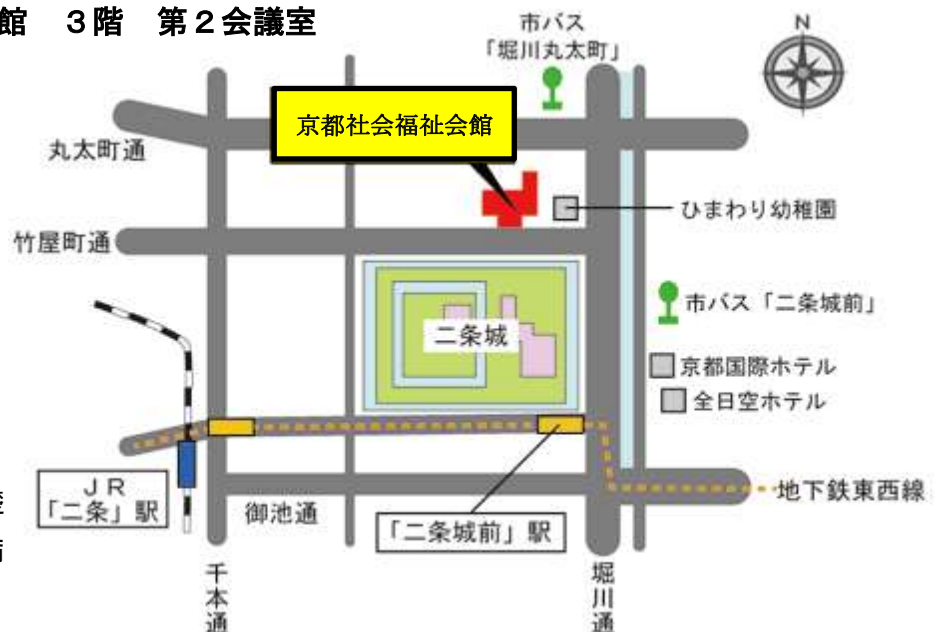 館　３階　第２会議室
市バス
「堀川丸太町」
N
京都社会福祉会館
丸太町通
ひまわり幼稚園
竹屋町通
市バス「二条城前」
二条城
京都国際ホテル
全日空ホテル
ＪＲ
「二条」駅
御池通
「二条城前」駅
地下鉄東西線
千本通
堀川通